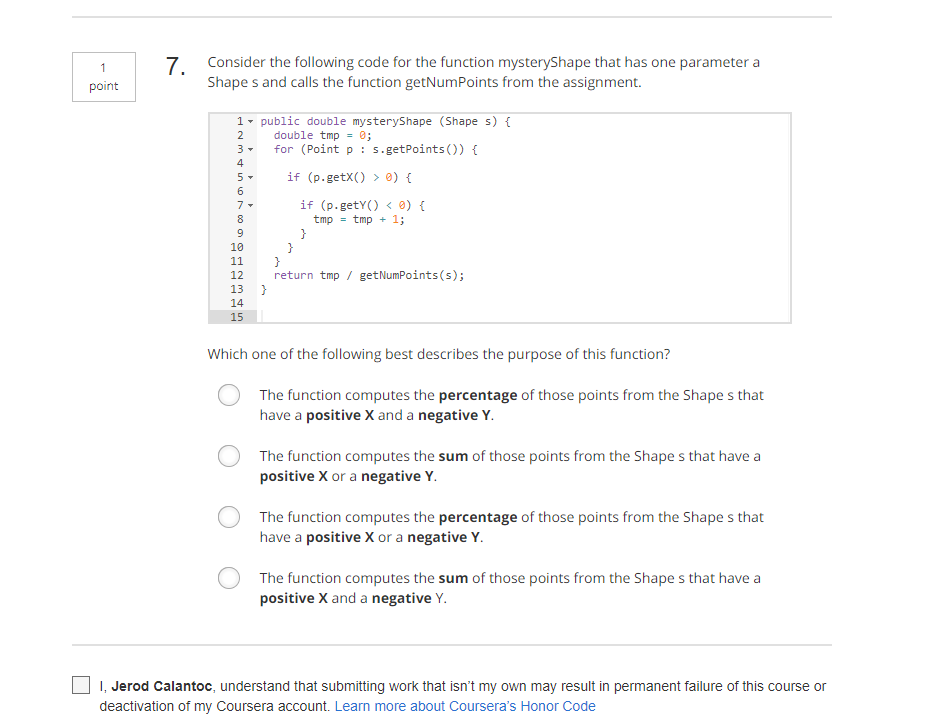 1
point
7.
Consider the following code for the function mysteryShape that has one parameter a
Shape s and calls the function getNumPoints from the assignment.
1 public double mysteryShape (Shape s) {
2 double tmp = 0;
3 for (Point p : s.getPoints()) {
4
5 if (p.getX() > 0) {
6
7 if (p.getY() < 0) {
8 tmp = tmp + 1;
9 }
10 }
11 }
12 return tmp / getNumPoints(s);
13 }
14
15
Which one of the following best describes the purpose of this function?
The function computes the percentage of those points from the Shape s that
have a positive X and a negative Y.
The function computes the sum of those points from the Shape s that have a
positive X or a negative Y.
The function computes the percentage of those points from the Shape s that
have a positive X or a negative Y.
The function computes the sum of those points from the Shape s that have a
positive X and a negative Y.
I, Jerod Calantoc, understand that submitting work that isn't my own may result in permanent failure of this course or
deactivation of my Coursera account. Learn more about Coursera's Honor Code